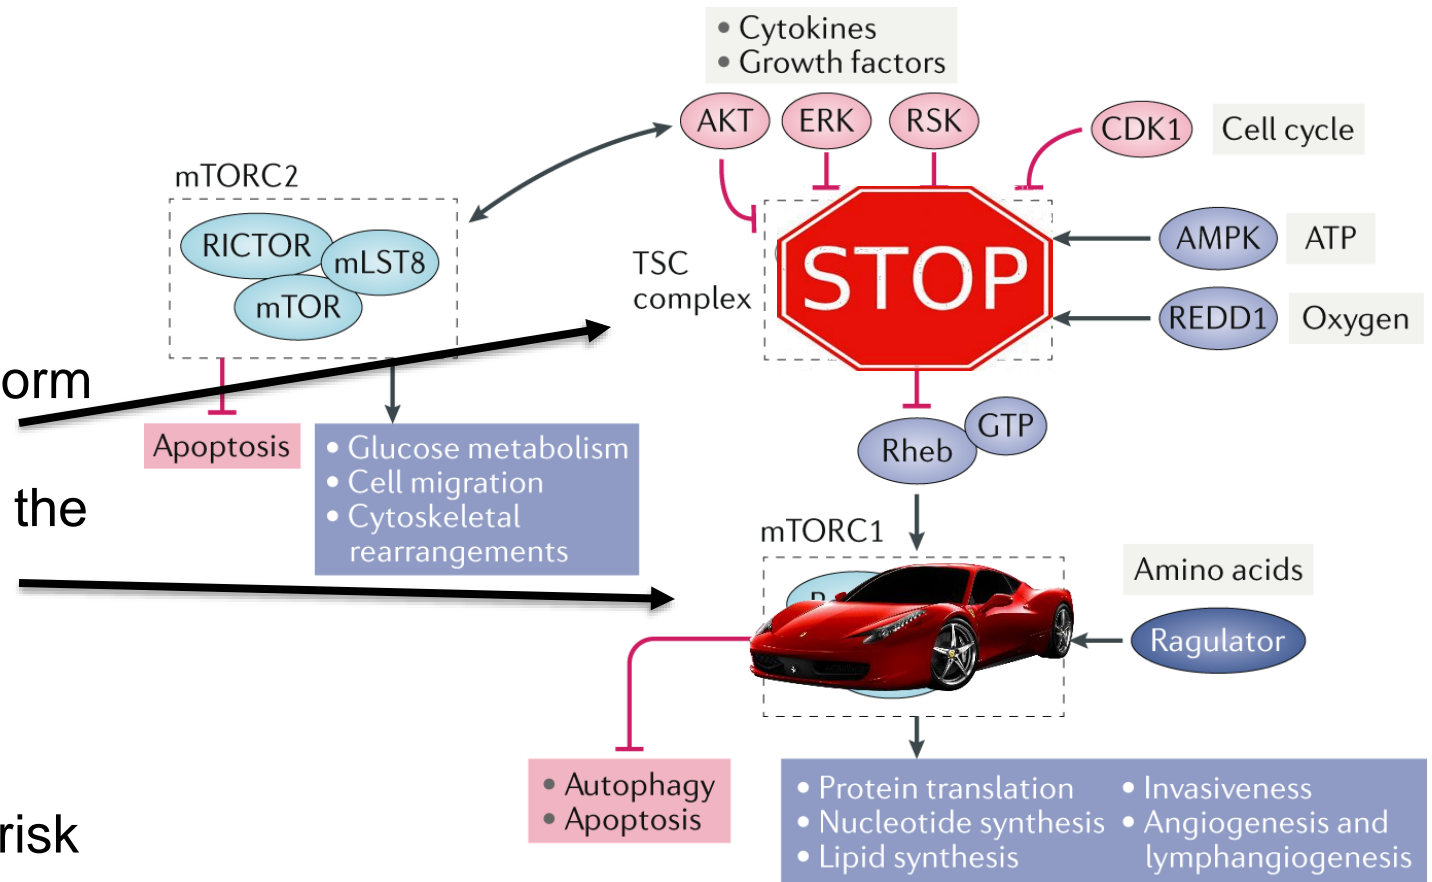 • Cytokines
• Growth factors
AKT
ERK
RSK
CDK1
Cell cycle
mTORC2
RICTOR
mLST8
mTOR
TSC
complex
STOP
AMPK
ATP
REDD1
Oxygen
orm
Apoptosis
• Glucose metabolism
• Cell migration
• Cytoskeletal
rearrangements
the
Rheb
GTP
mTORC1
Amino acids
Ragulator
• Autophagy
• Apoptosis
• Protein translation
• Nucleotide synthesis
• Lipid synthesis
• Invasiveness
• Angiogenesis and
lymphangiogenesis
risk